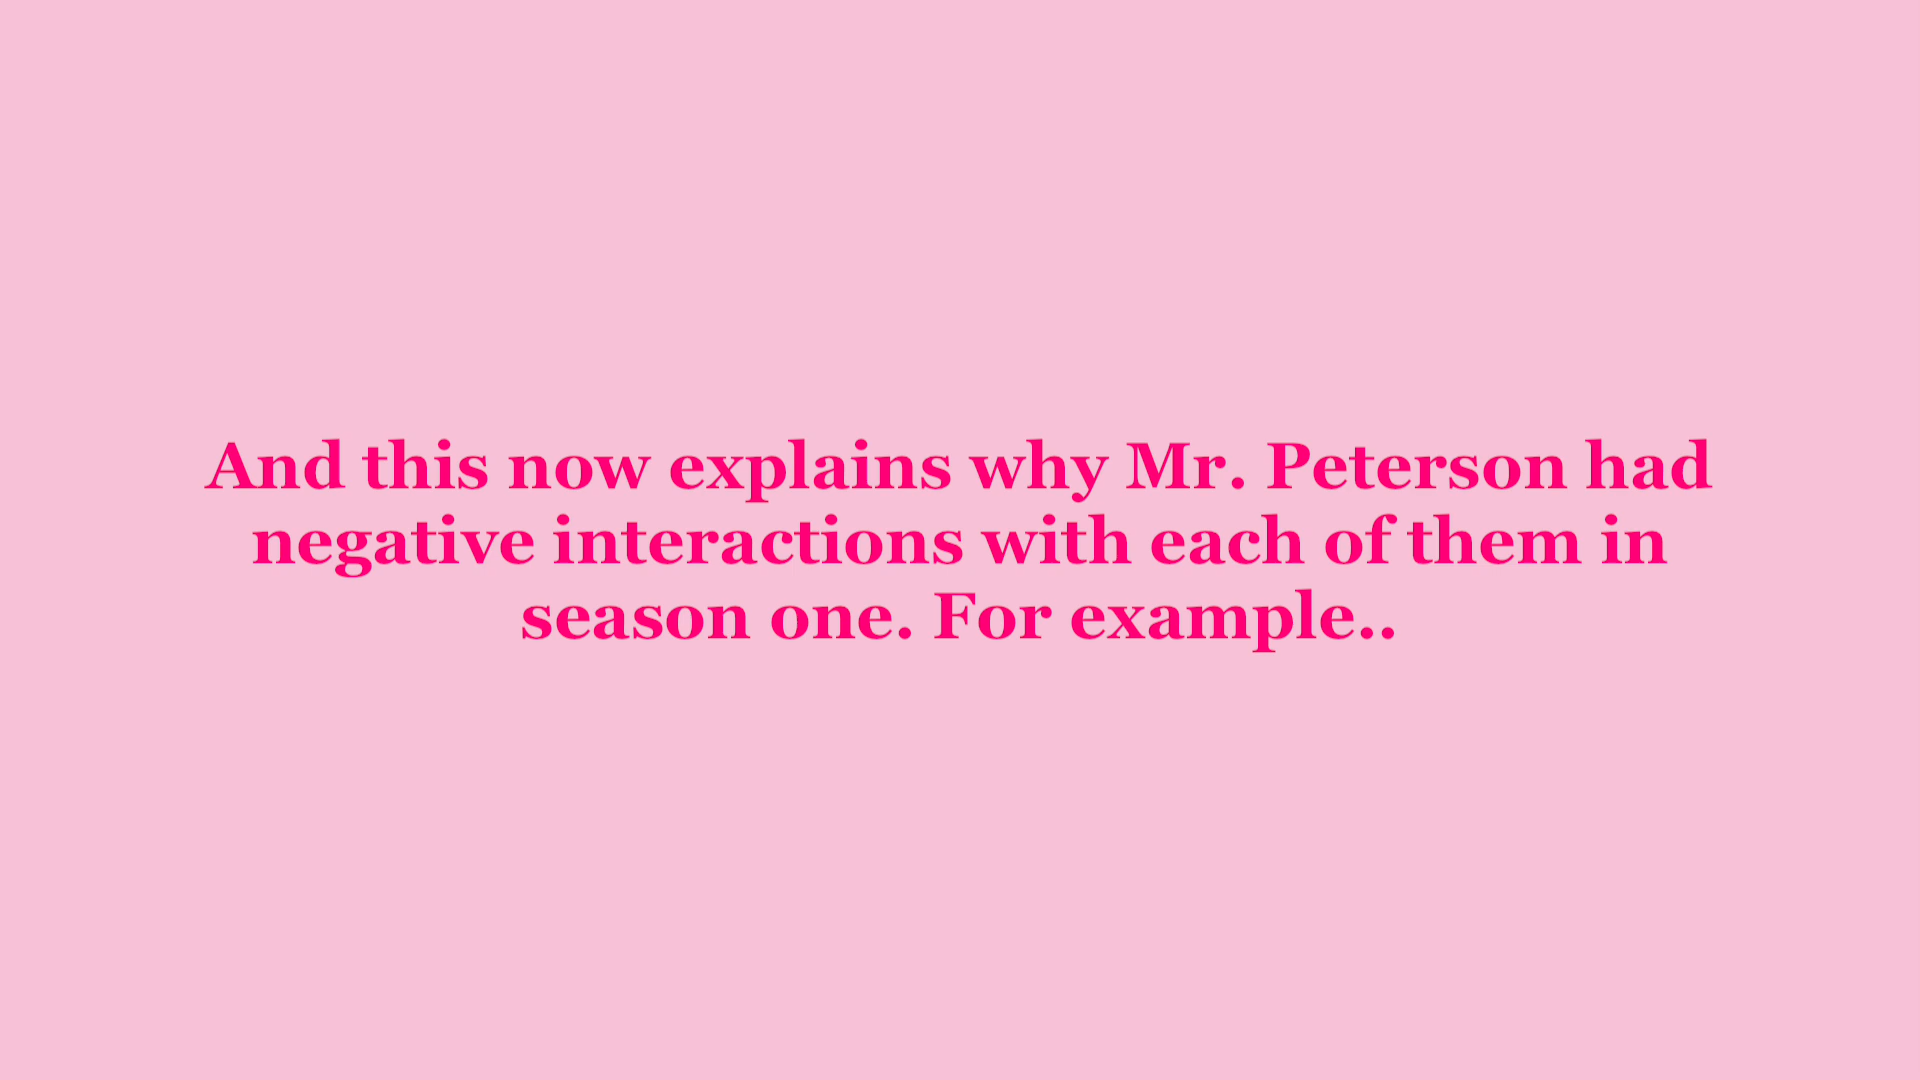 And this now explains why Mr. Peterson had
negative interactions with each of them in
season one. For example..